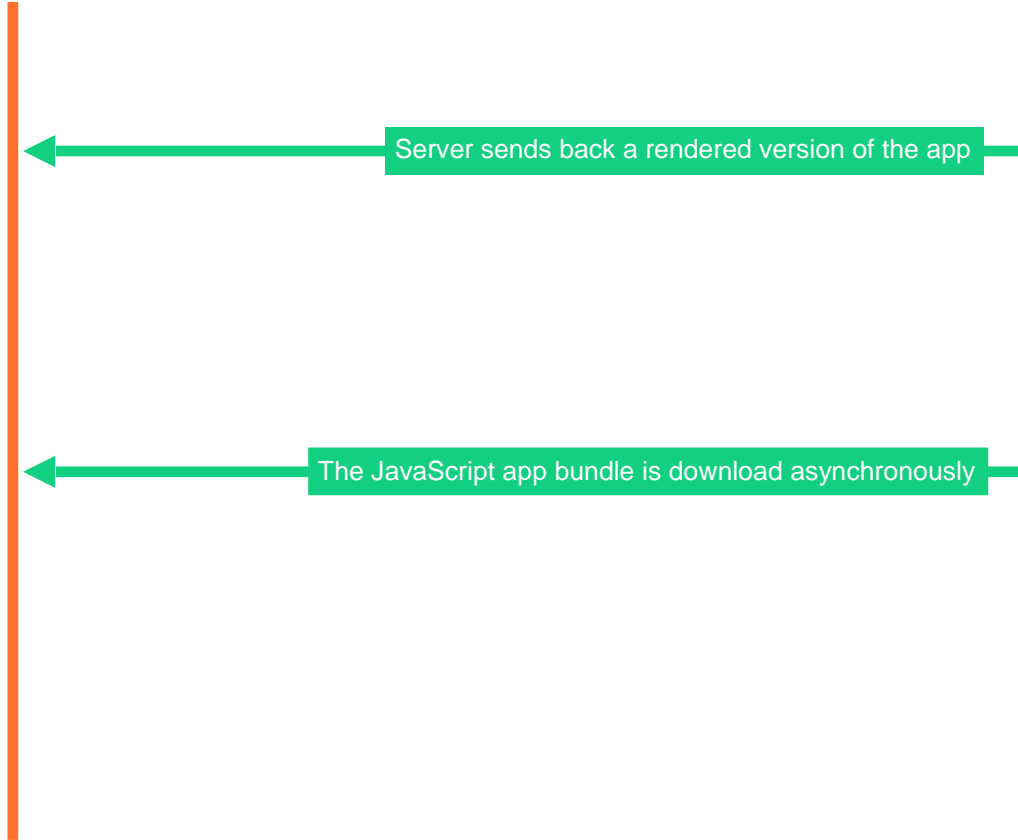 Server sends back a rendered version of the app
The JavaScript app bundle is download asynchronously